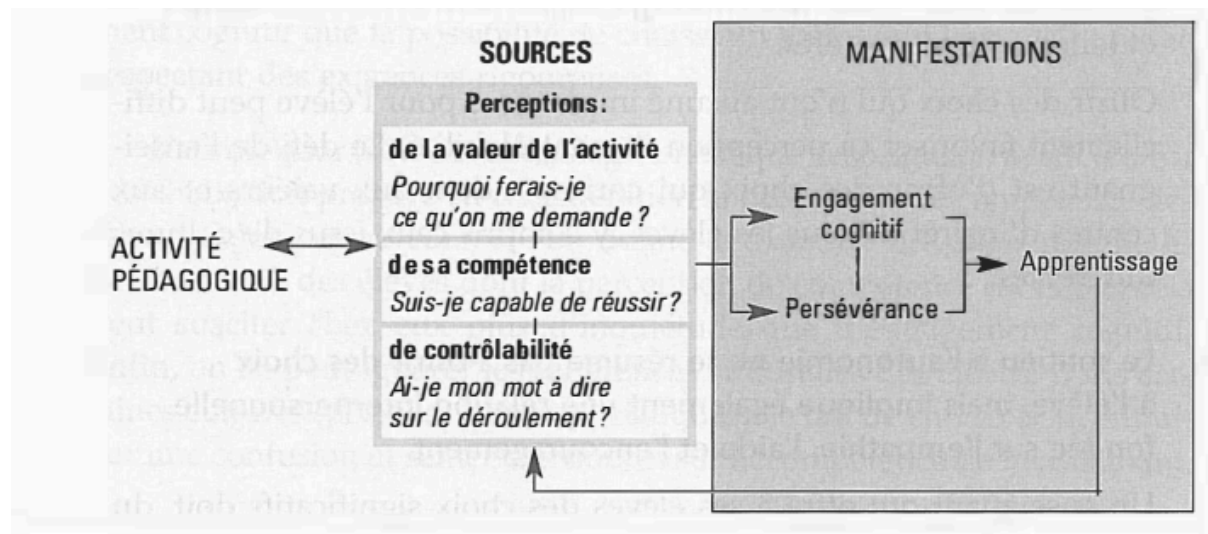 SOURCES
MANIFESTATIONS
Perceptions:
de la valeur de l'activité
Pourquoi ferais-je
ce qu'on me demande ?
ACTIVITÉ
PÉDAGOGIQUE
de sa compétence
Suis-je capable de réussir ?
de contrôlabilité
Ai-je mon mot à dire
sur le déroulement ?
Engagement
cognitif
Persévérance
Apprentissage